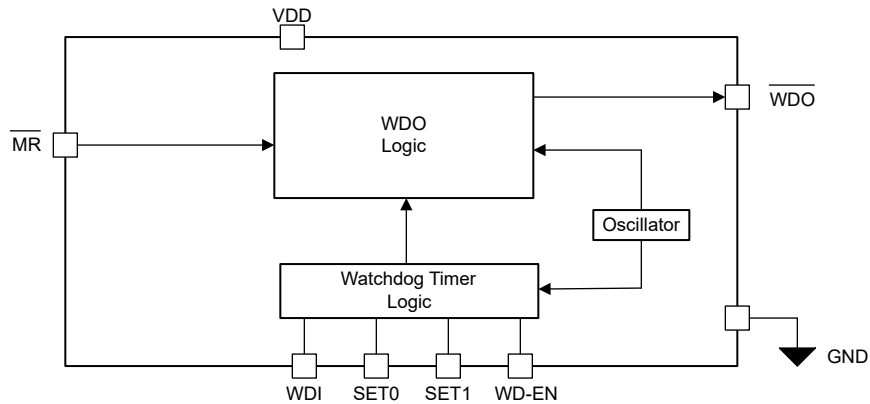 VDD
WDO
WDO
Logic
MR
Oscillator
Watchdog Timer
Logic
GND
WDI
SET0
SET1
WD-EN